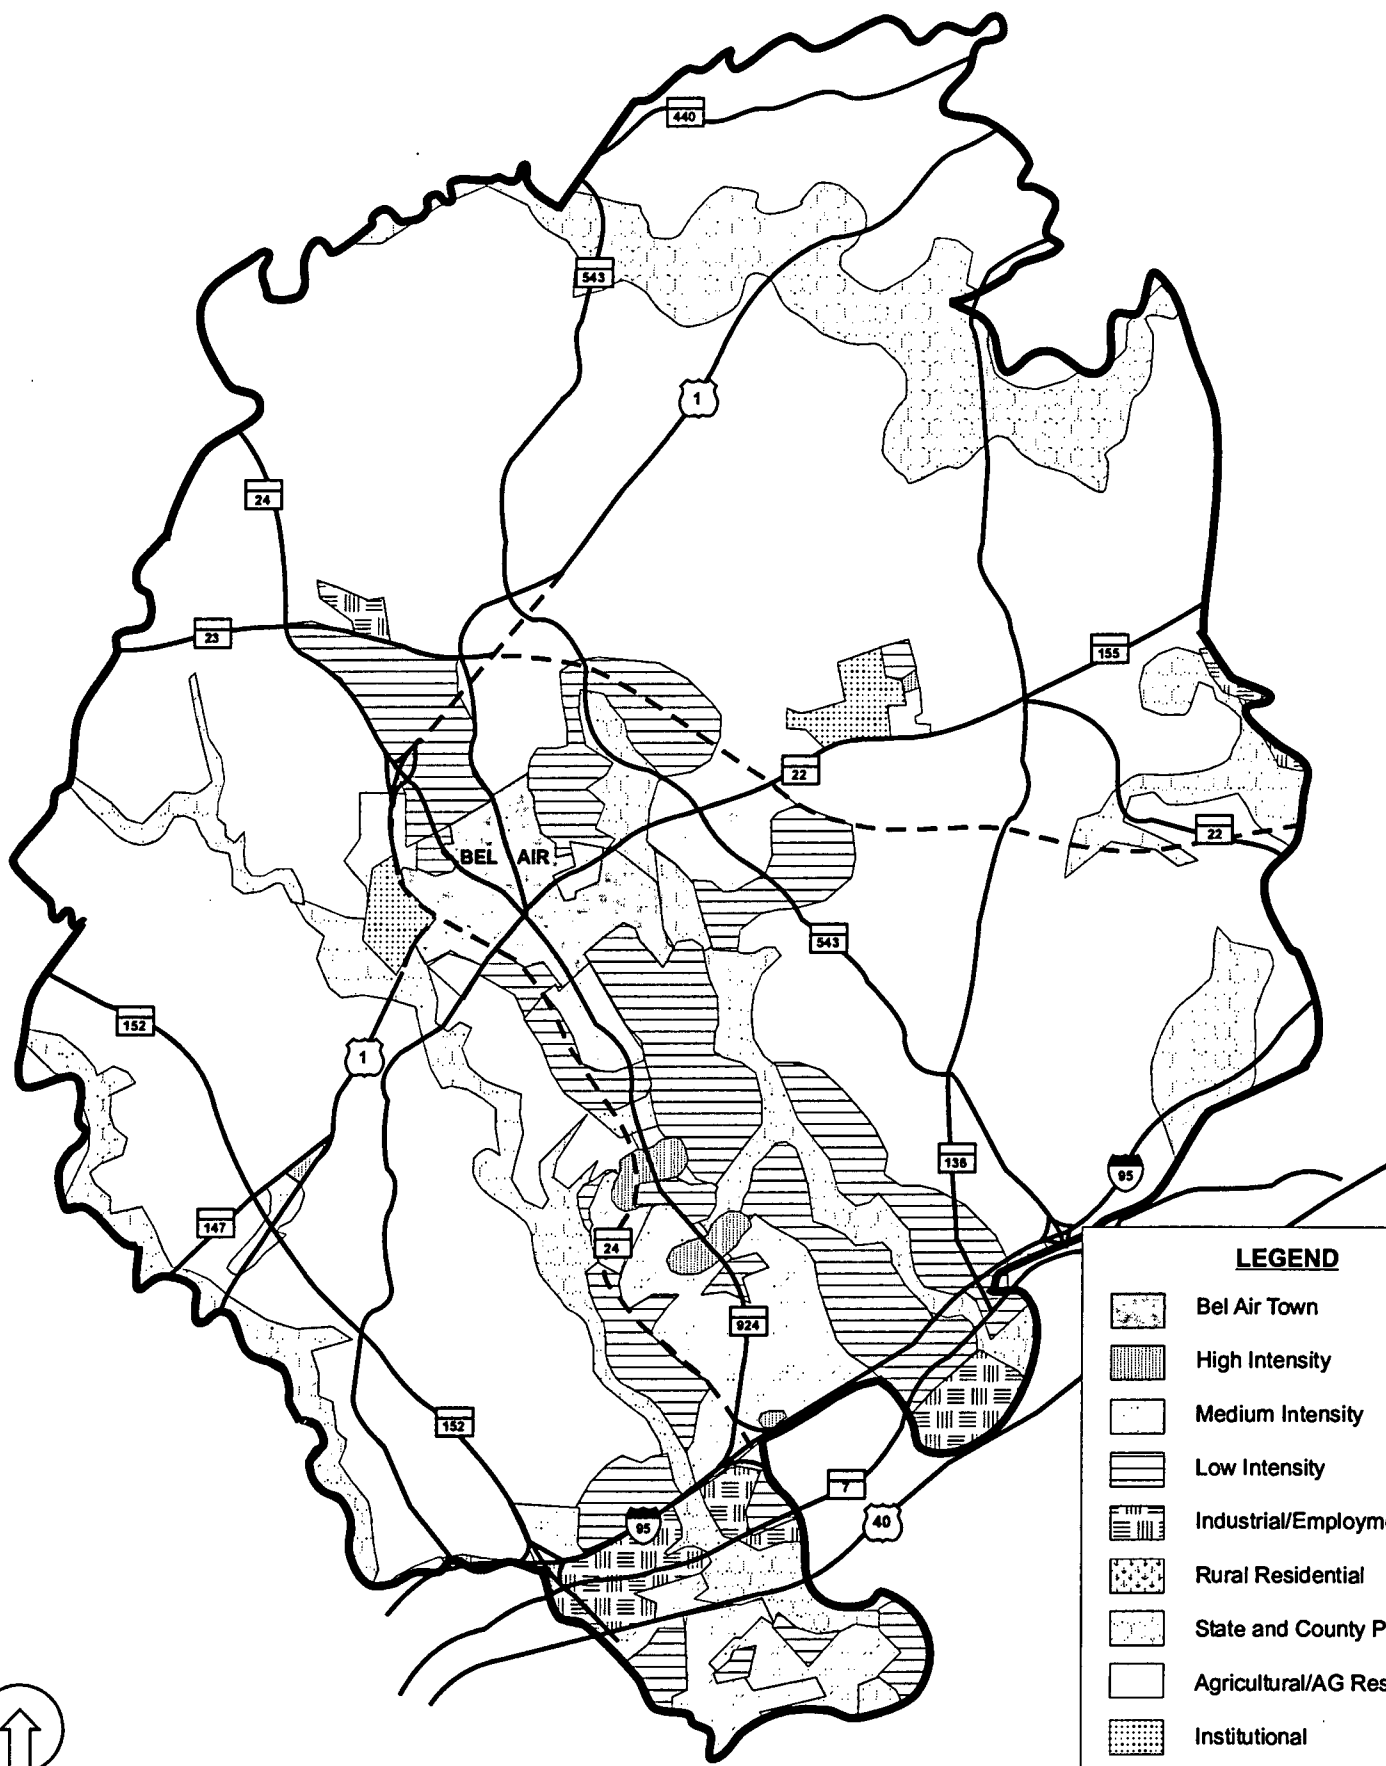 440
543
1
24
23
155
22
22
BEL AIR
543
152
1
136
95
147
24
924
152
7
95
40
LEGEND
Bel Air Town
High Intensity
Medium Intensity
Low Intensity
Industrial/Employm
Rural Residential
State and County P
Agricultural/AG Res
Institutional